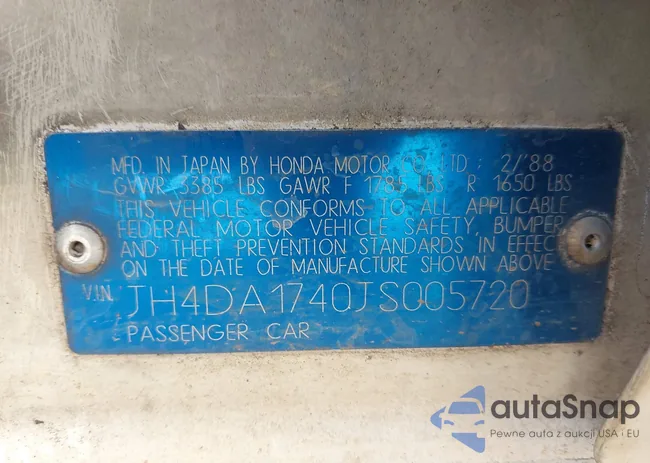 MFD. IN JAPAN BY HONDA MOTOR CO., LTD.; 2/'88
GVWR 3385 LBS GAWR F 1785 LBS R 1650 LBS
THIS VEHICLE CONFORMS TO ALL APPLICABLE
FEDERAL MOTOR VEHICLE SAFETY, BUMPER
AND THEFT PREVENTION STANDARDS IN EFFECT
ON THE DATE OF MANUFACTURE SHOWN ABOVE
V.I.N. JH4DA1740JS005720
PASSENGER CAR
autaSnap
Pewne auta z aukcji USA · EU